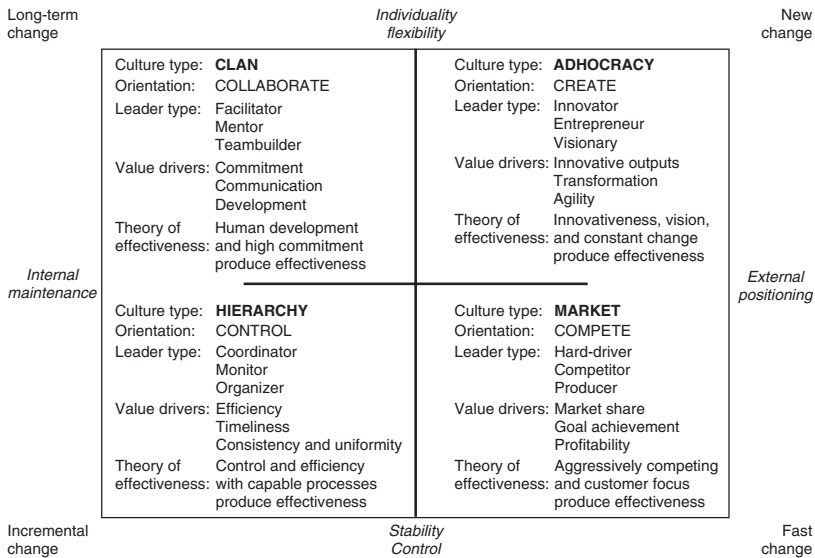 Long-term
change
Individuality
flexibility
New
change
Culture type: CLAN
Orientation: COLLABORATE
Leader type: Facilitator
Mentor
Teambuilder
Value drivers: Commitment
Communication
Development
Theory of Human development
effectiveness: and high commitment
produce effectiveness
Culture type: ADHOCRACY
Orientation: CREATE
Leader type: Innovator
Entrepreneur
Visionary
Value drivers: Innovative outputs
Transformation
Agility
Theory of Innovativeness, vision,
effectiveness: and constant change
produce effectiveness
Internal
maintenance
External
positioning
Culture type: HIERARCHY
Orientation: CONTROL
Leader type: Coordinator
Monitor
Organizer
Value drivers: Efficiency
Timeliness
Consistency and uniformity
Theory of Control and efficiency
effectiveness: with capable processes
produce effectiveness
Culture type: MARKET
Orientation: COMPETE
Leader type: Hard-driver
Competitor
Producer
Value drivers: Market share
Goal achievement
Profitability
Theory of Aggressively competing
effectiveness: and customer focus
produce effectiveness
Incremental
change
Stability
Control
Fast
change